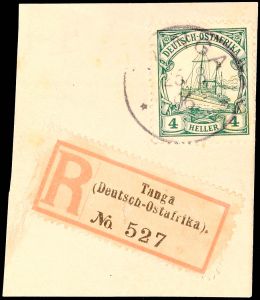 DEUTSCH-OSTAFRIKA
4 HELLER 4
R
Tanga
(Deutsch-Ostafrika).
No 527